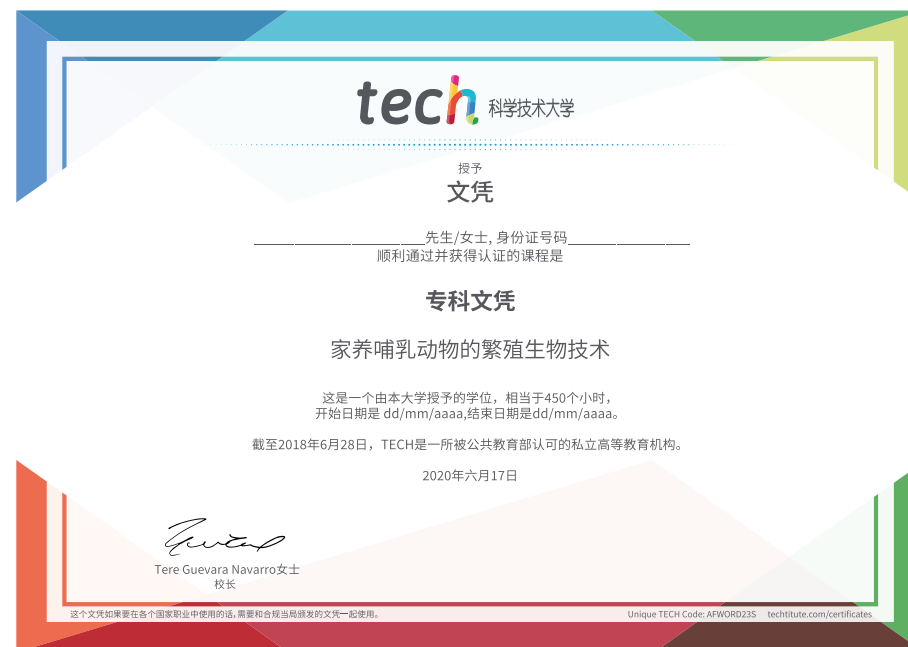 tech 科学技术大学
授予
文凭
________________________先生/女士, 身份证号码_________________
顺利通过并获得认证的课程是
专科文凭
家养哺乳动物的繁殖生物技术
这是一个由本大学授予的学位，相当于450个小时，
开始日期是 dd/mm/aaaa,结束日期是dd/mm/aaaa。
截至2018年6月28日，TECH是一所被公共教育部认可的私立高等教育机构。
2020年六月17日
Tere Guevara Navarro女士
校长
这个文凭如果要在各个国家职业中使用的话,需要和合规当局颁发的文凭一起使用。
Unique TECH Code: AFWORD23S techtitute.com/certificates